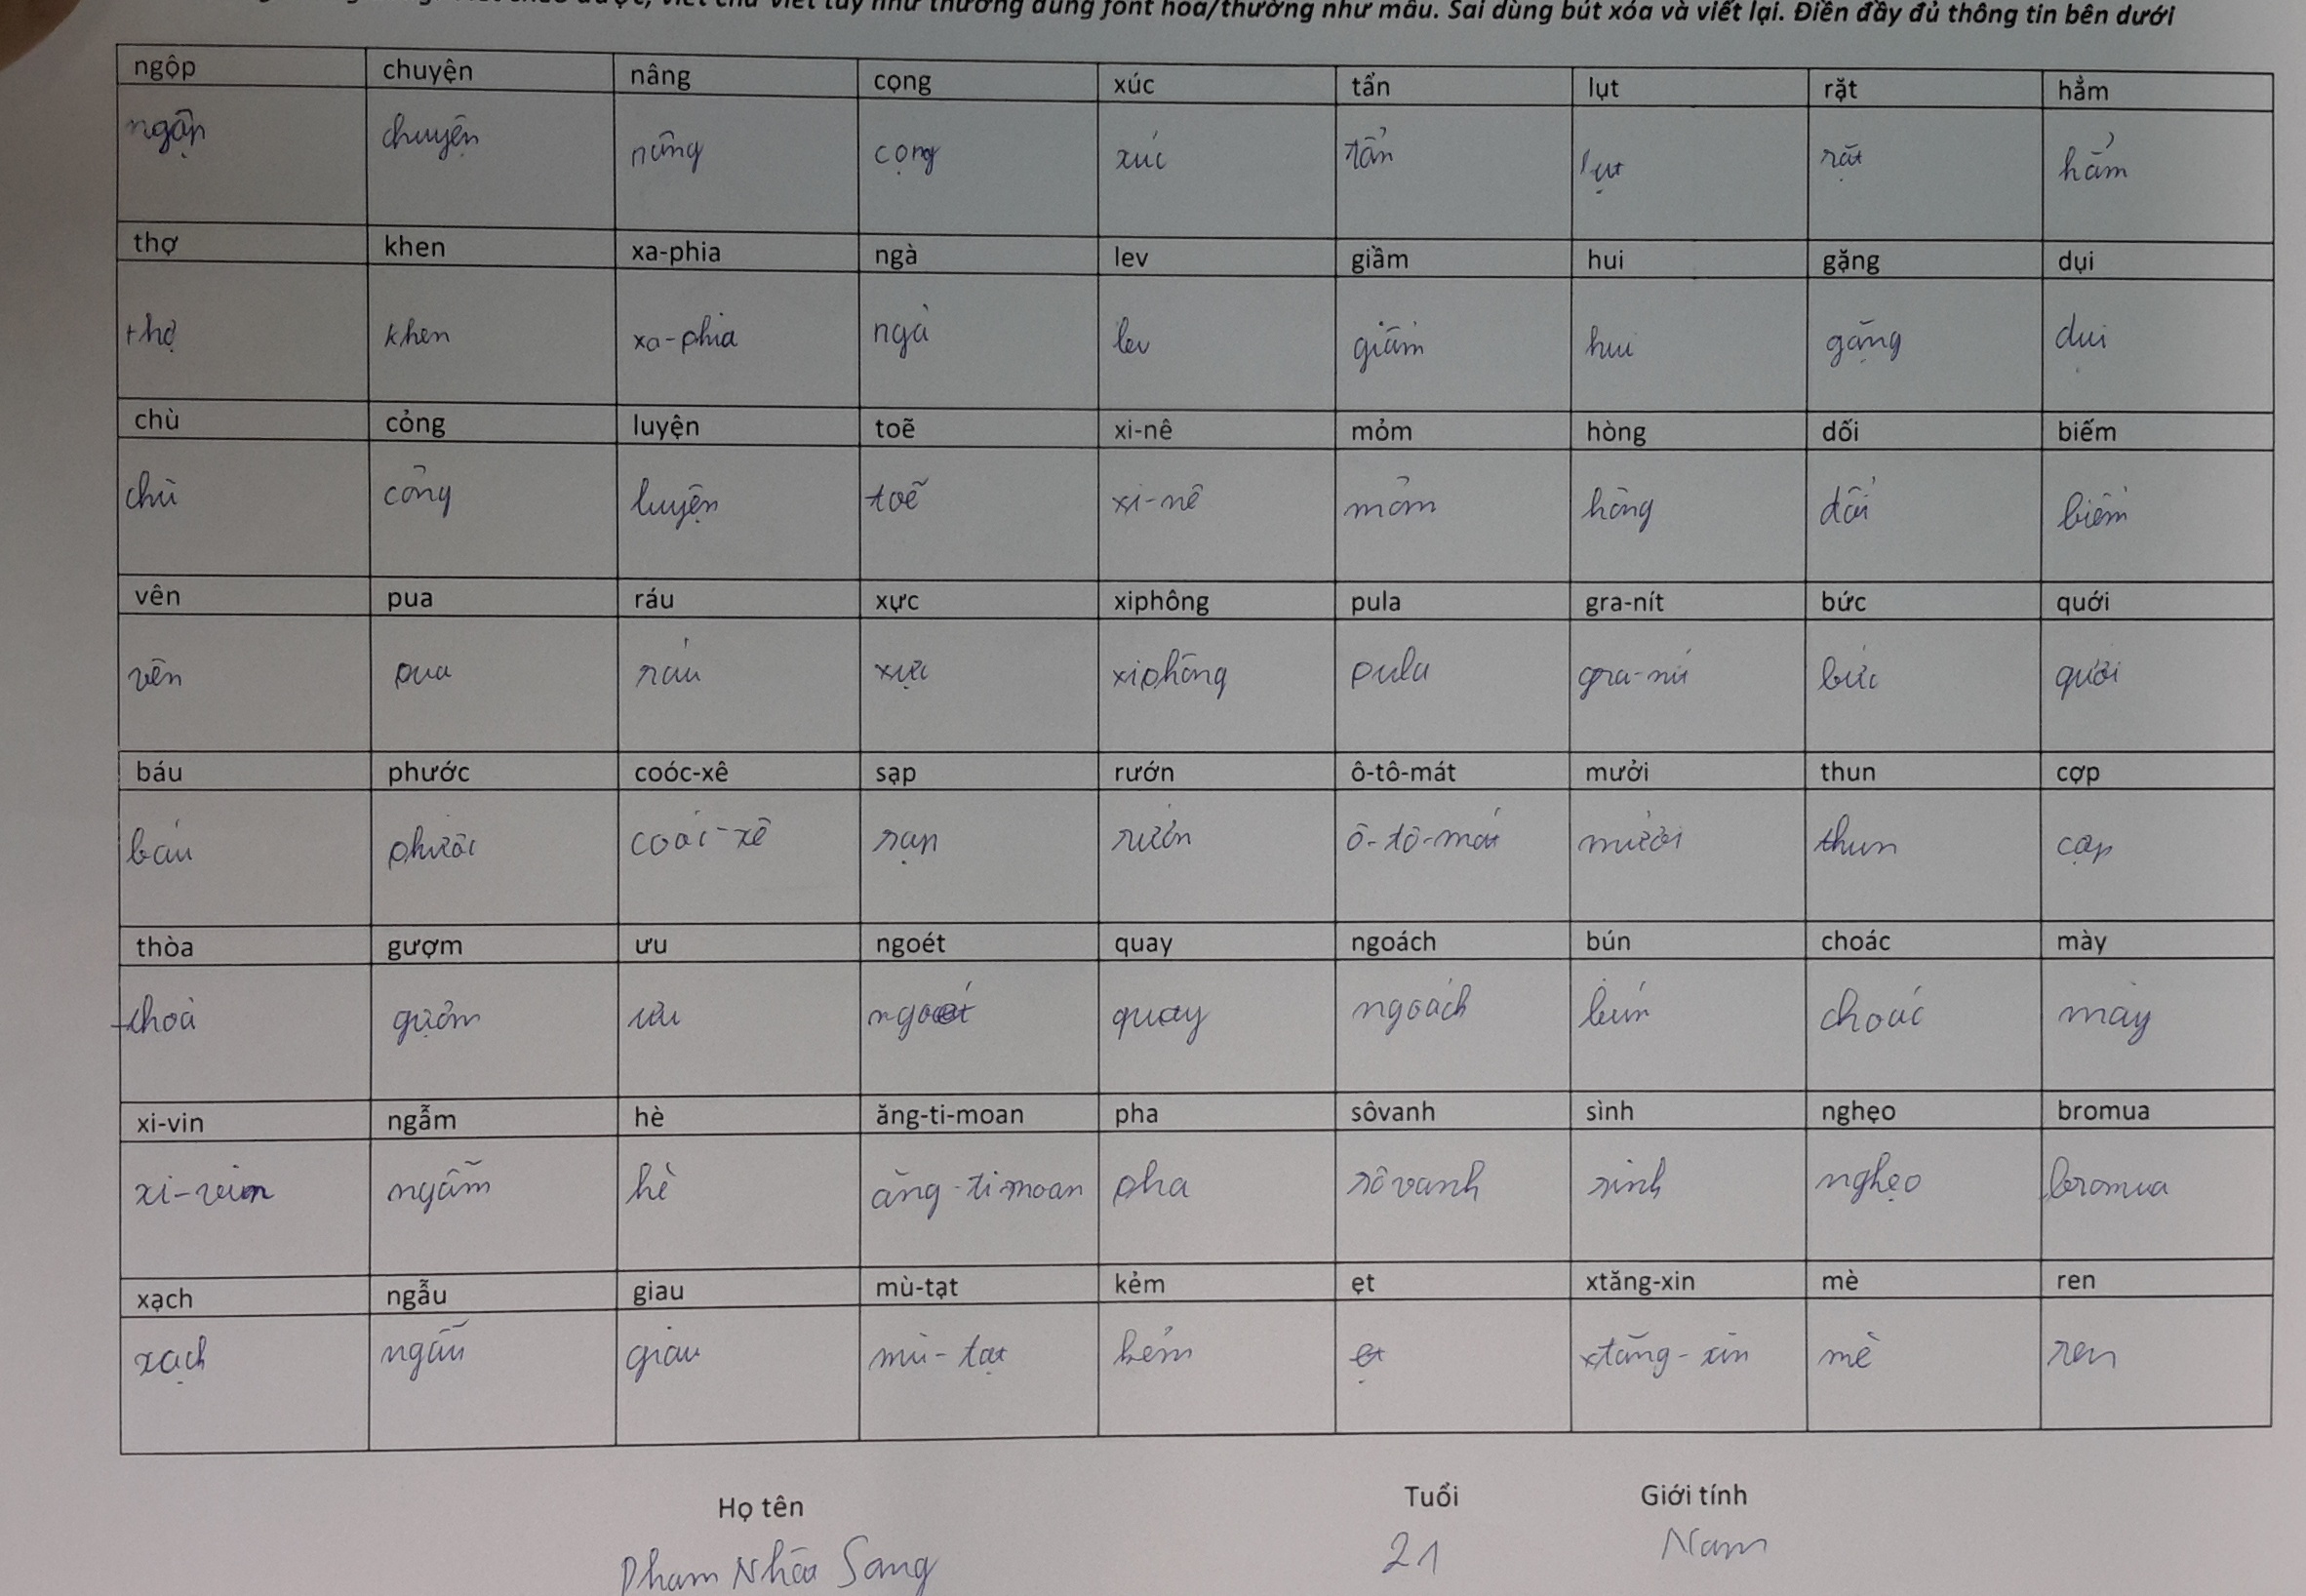 viết chữ viết tay như thường dùng font hoa/thường như mẫu. Sai dùng bút xóa và viết lại. Điền đầy đủ thông tin bên dưới
ngộp chuyện nâng cọng xúc tẩn lụt rặt hằm
ngộp chuyện nâng cọng xúc tẩn lụt rặt hẳm
thợ khen xa-phia ngà lev giầm hui gặng dụi
thợ khen xa-phia ngà lev giầm hui gặng dụi
chù cỏng luyện toẽ xi-nê mỏm hòng dối biếm
chù cỏng luyện toẽ xi-nê mỏm hòng dối biếm
vên pua ráu xực xiphông pula gra-nít bức quới
vên pua ráu xực xiphông pula gra-nít bức quới
báu phước coóc-xê sạp rướn ô-tô-mát mưởi thun cợp
báu phước coóc-xê sạp rướn ô-tô-mát mưởi thun cợp
thòa gượm ưu ngoét quay ngoách bún choác mày
thoà gượm ưu ngoét quay ngoách bún choác mày
xi-vin ngẫm hè ăng-ti-moan pha sôvanh sình nghẹo bromua
xi-vin ngẫm hè ăng-ti-moan pha sôvanh sình nghẹo bromua
xạch ngẫu giau mù-tạt kẻm ẹt xtăng-xin mè ren
xạch ngẫu giau mù-tạt kẻm ẹt xtăng-xin mè ren
Họ tên Tuổi Giới tính
Phạm Sang 21 Nam